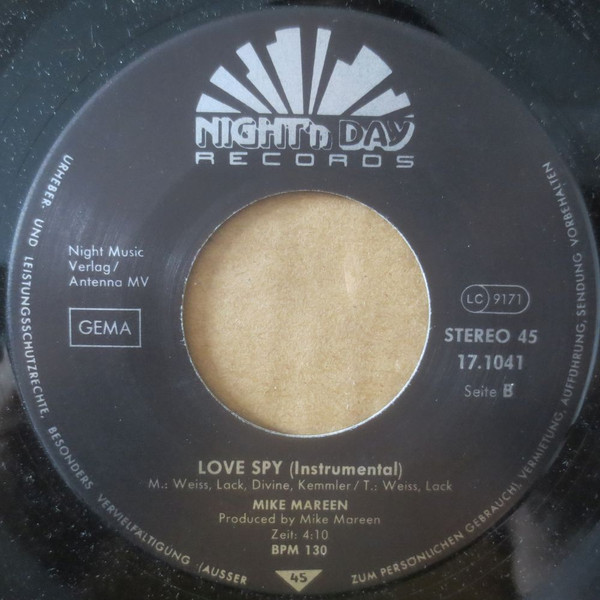 NIGHT'n DAY
RECORDS
URHEBER- UND LEISTUNGSSCHUTZRECHTE, BESONDERS VERVIELFÄLTIGUNG (AUSSER
ZUM PERSÖNLICHEN GEBRAUCH), VERMIETUNG, AUFFÜHRUNG, SENDUNG VORBEHALTEN
Night Music
Verlag/
Antenna MV
GEMA
LC 9171
STEREO 45
17.1041
Seite B
LOVE SPY (Instrumental)
M.: Weiss, Lack, Divine, Kemmler / T.: Weiss, Lack
MIKE MAREEN
Produced by Mike Mareen
Zeit: 4:10
BPM 130
45